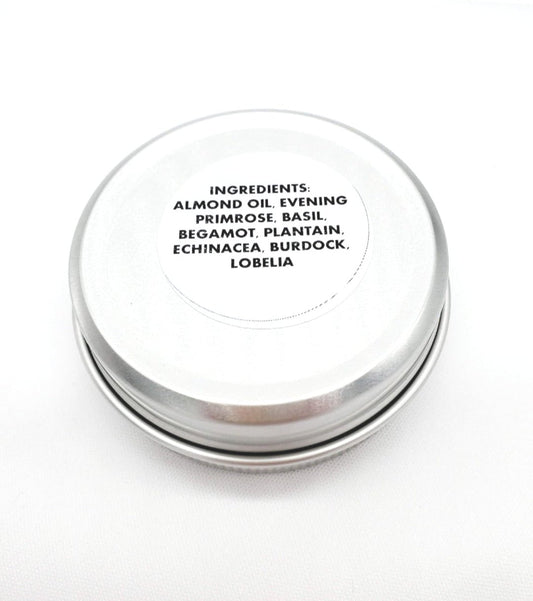 INGREDIENTS:
ALMOND OIL, EVENING
PRIMROSE, BASIL,
BEGAMOT, PLANTAIN,
ECHINACEA, BURDOCK,
LOBELIA